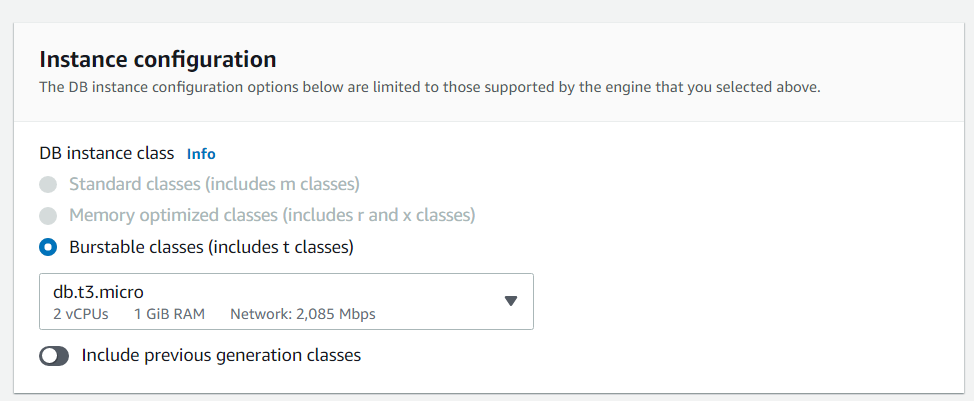 Instance configuration
The DB instance configuration options below are limited to those supported by the engine that you selected above.
DB instance class Info
Standard classes (includes m classes)
Memory optimized classes (includes r and x classes)
Burstable classes (includes t classes)
db.t3.micro
2 vCPUs 1 GiB RAM Network: 2,085 Mbps
Include previous generation classes